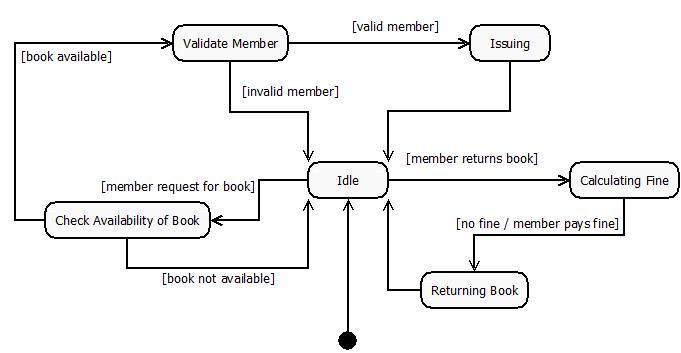 [valid member]
Validate Member
Issuing
[book available]
[invalid member]
[member returns book]
Idle
Calculating Fine
[member request for book]
Check Availability of Book
[no fine / member pays fine]
[book not available]
Returning Book